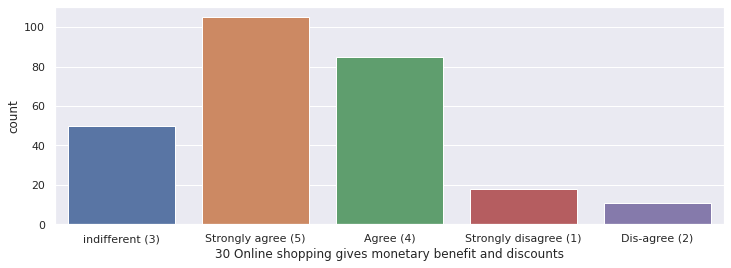 100
80
60
40
20
0
count
indifferent (3) Strongly agree (5) Agree (4) Strongly disagree (1) Dis-agree (2)
30 Online shopping gives monetary benefit and discounts